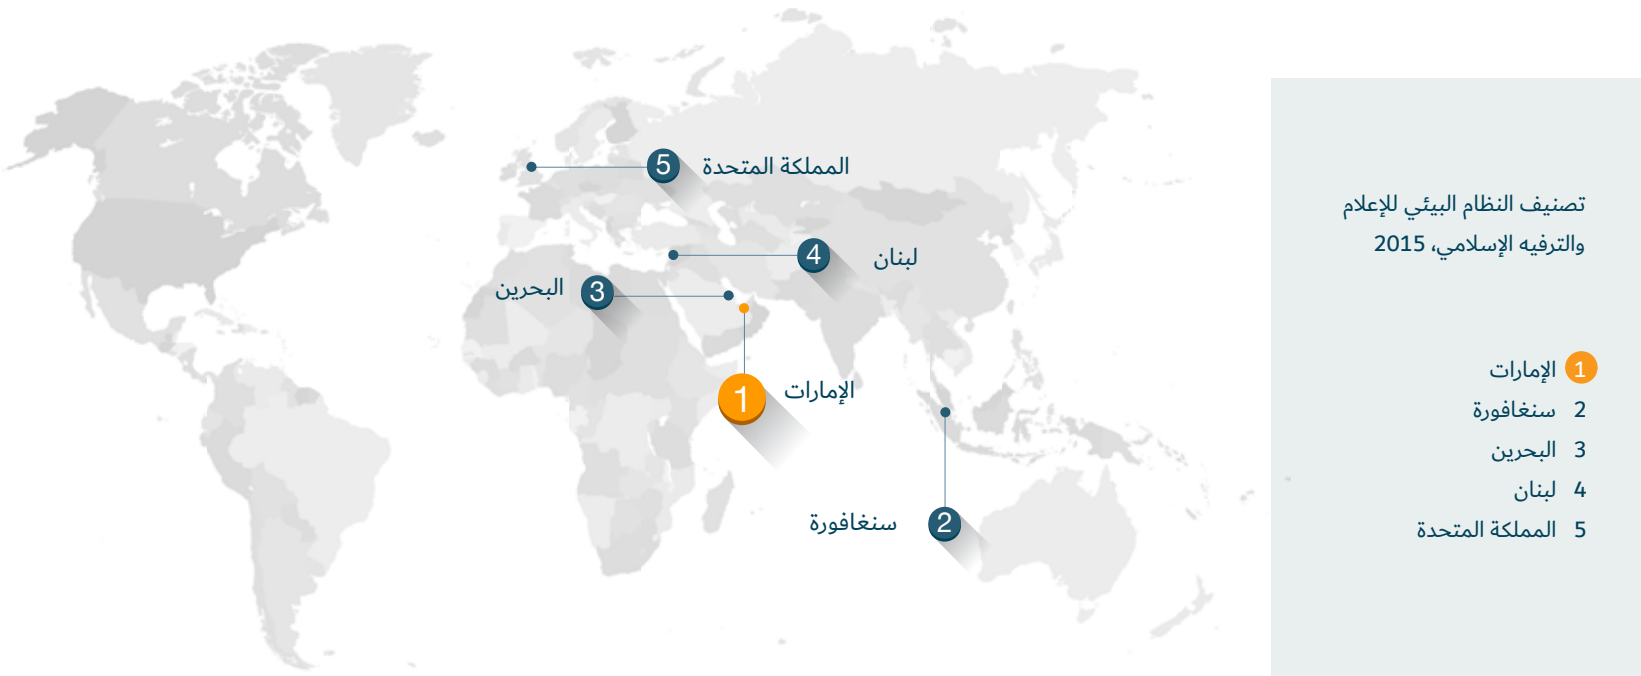 5 المملكة المتحدة
4 لبنان
البحرين 3
1 الإمارات
سنغافورة 2
تصنيف النظام البيئي للإعلام
والترفيه الإسلامي، 2015
1 الإمارات
2 سنغافورة
3 البحرين
4 لبنان
5 المملكة المتحدة